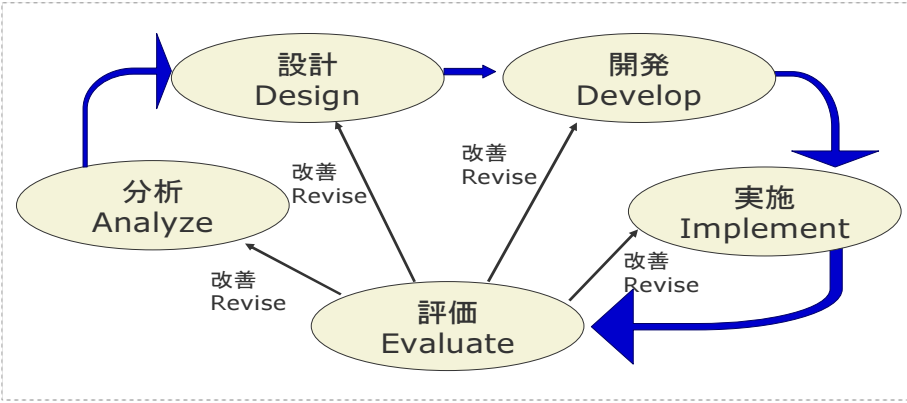 設計
Design
開発
Develop
改善
Revise
改善
Revise
分析
Analyze
実施
Implement
改善
Revise
改善
Revise
評価
Evaluate